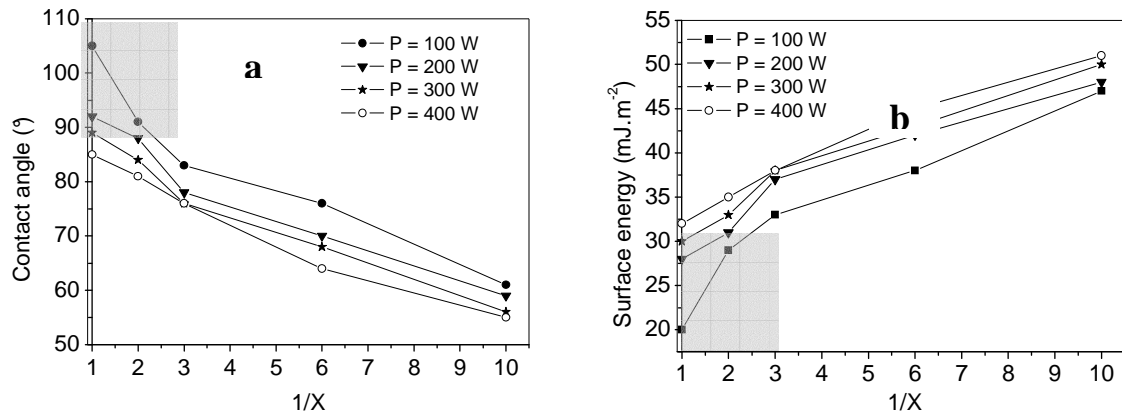 110
100
90
80
70
60
50
Contact angle (°)
1 2 3 4 5 6 7 8 9 10
1/X
a
P = 100 W
P = 200 W
P = 300 W
P = 400 W
55
50
45
40
35
30
25
20
Surface energy (mJ.m-2)
1 2 3 4 5 6 7 8 9 10
1/X
b
P = 100 W
P = 200 W
P = 300 W
P = 400 W